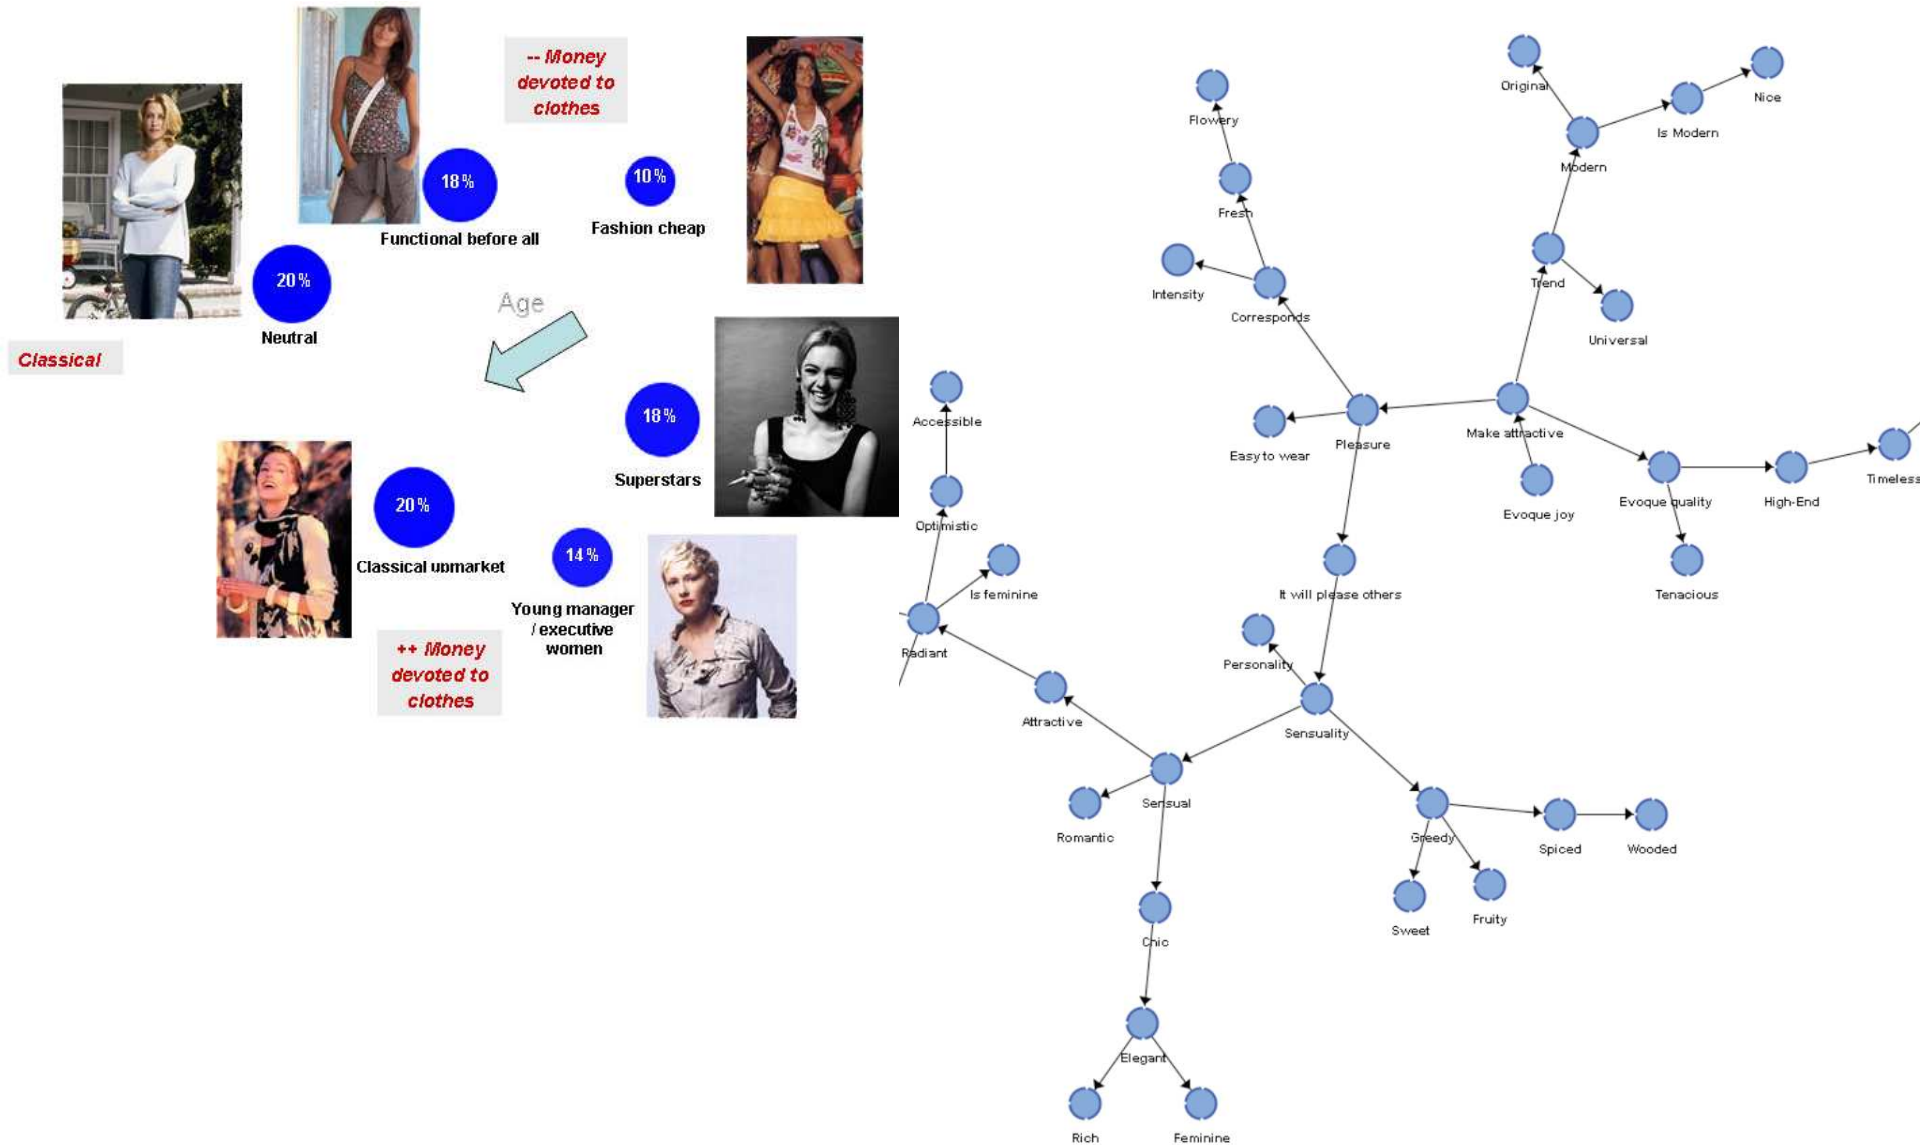 -- Money
devoted to
clothes
18%
Functional before all
10%
Fashion cheap
20%
Neutral
Age
Classical
18%
Superstars
20%
Classical upmarket
14%
Young manager
/ executive
women
++ Money
devoted to
clothes
Original
Nice
Is Modern
Modern
Flowery
Fresh
Trend
Intensity
Corresponds
Universal
Accessible
Easy to wear
Pleasure
Make attractive
Evoque joy
Evoque quality
High-End
Timeless
Optimistic
Is feminine
It will please others
Tenacious
Radiant
Personality
Attractive
Sensuality
Sensual
Romantic
Greedy
Spiced
Wooded
Sweet
Fruity
Chic
Elegant
Rich
Feminine